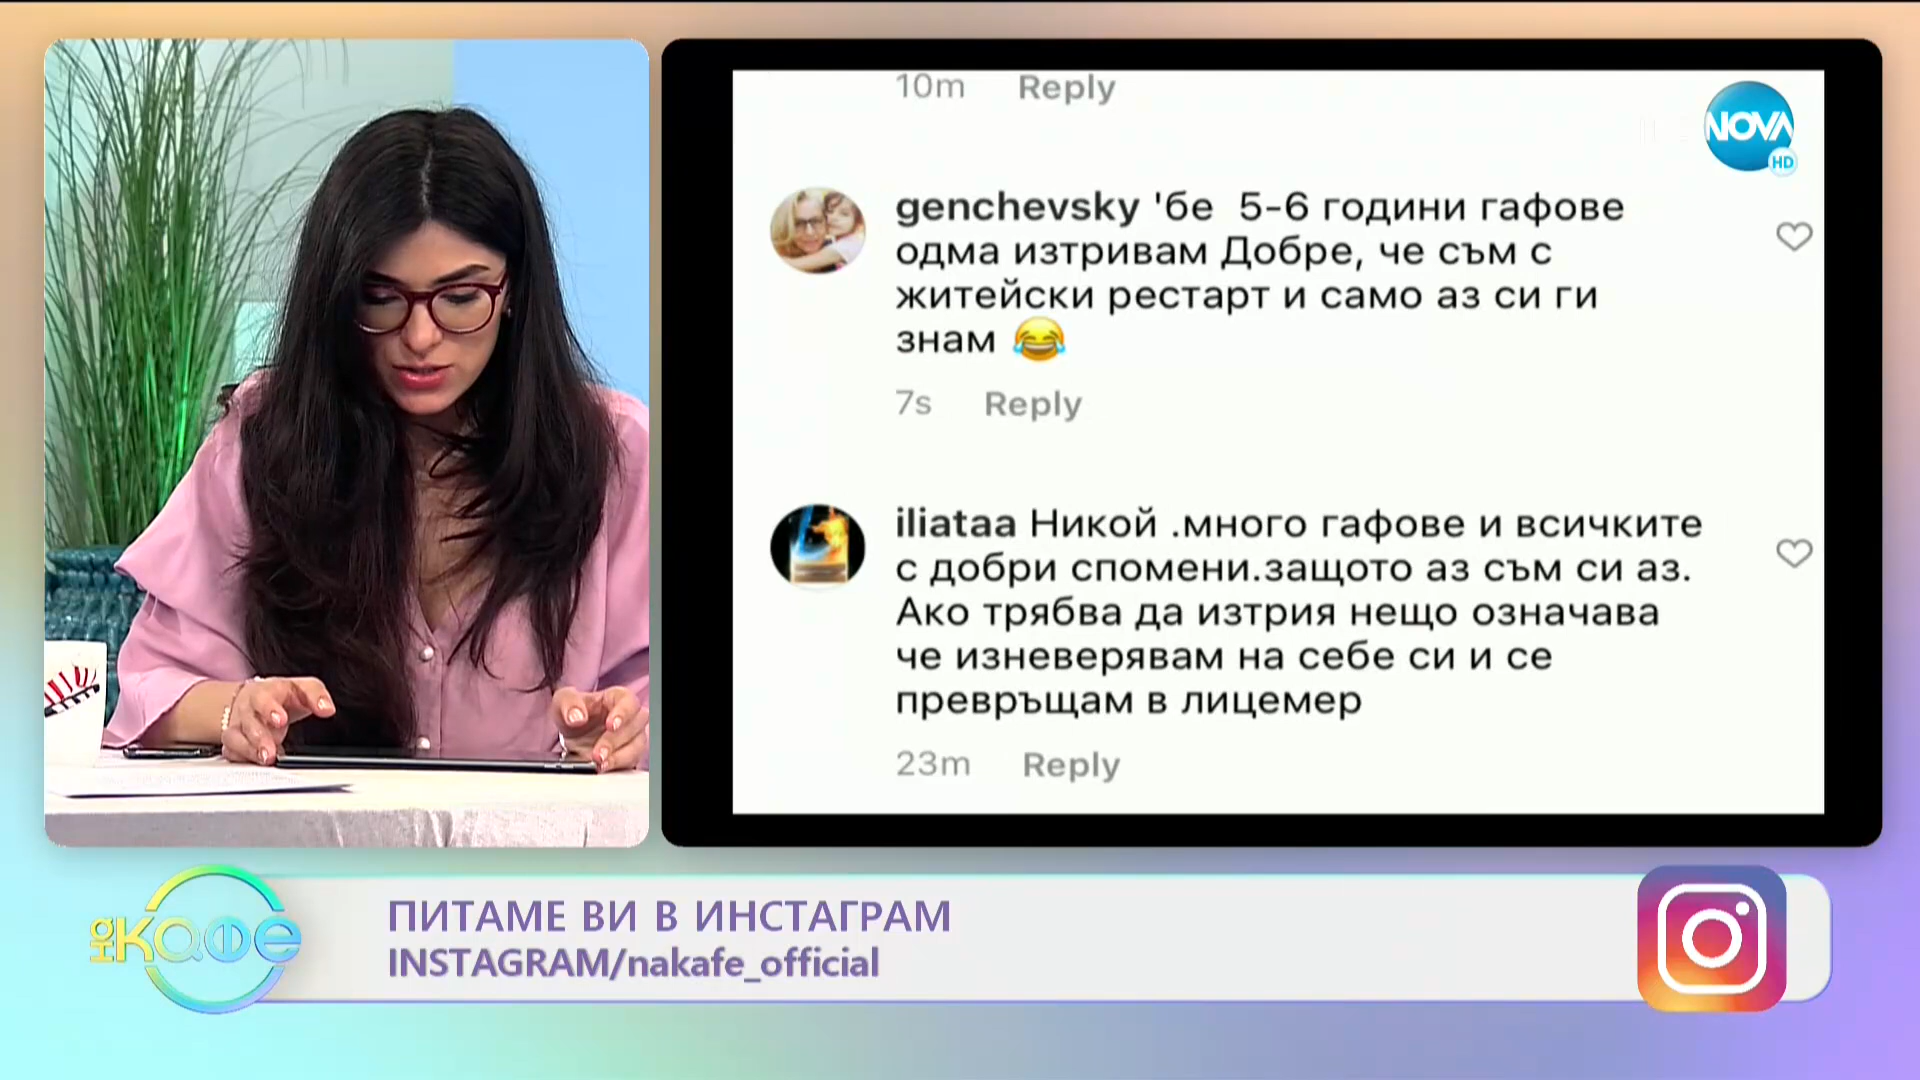 10m Reply
NOVA
HD
genchevsky 'бе 5-6 години гафове
одма изтривам Добре, че съм с
житейски рестарт и само аз си ги
знам 😂
7s Reply
iliataa Никой .много гафове и всичките
с добри спомени.защото аз съм си аз.
Ако трябва да изтрия нещо означава
че изневерявам на себе си и се
превръщам в лицемер
23m Reply
на кафе
ПИТАМЕ ВИ В ИНСТАГРАМ
INSTAGRAM/nakafe_official